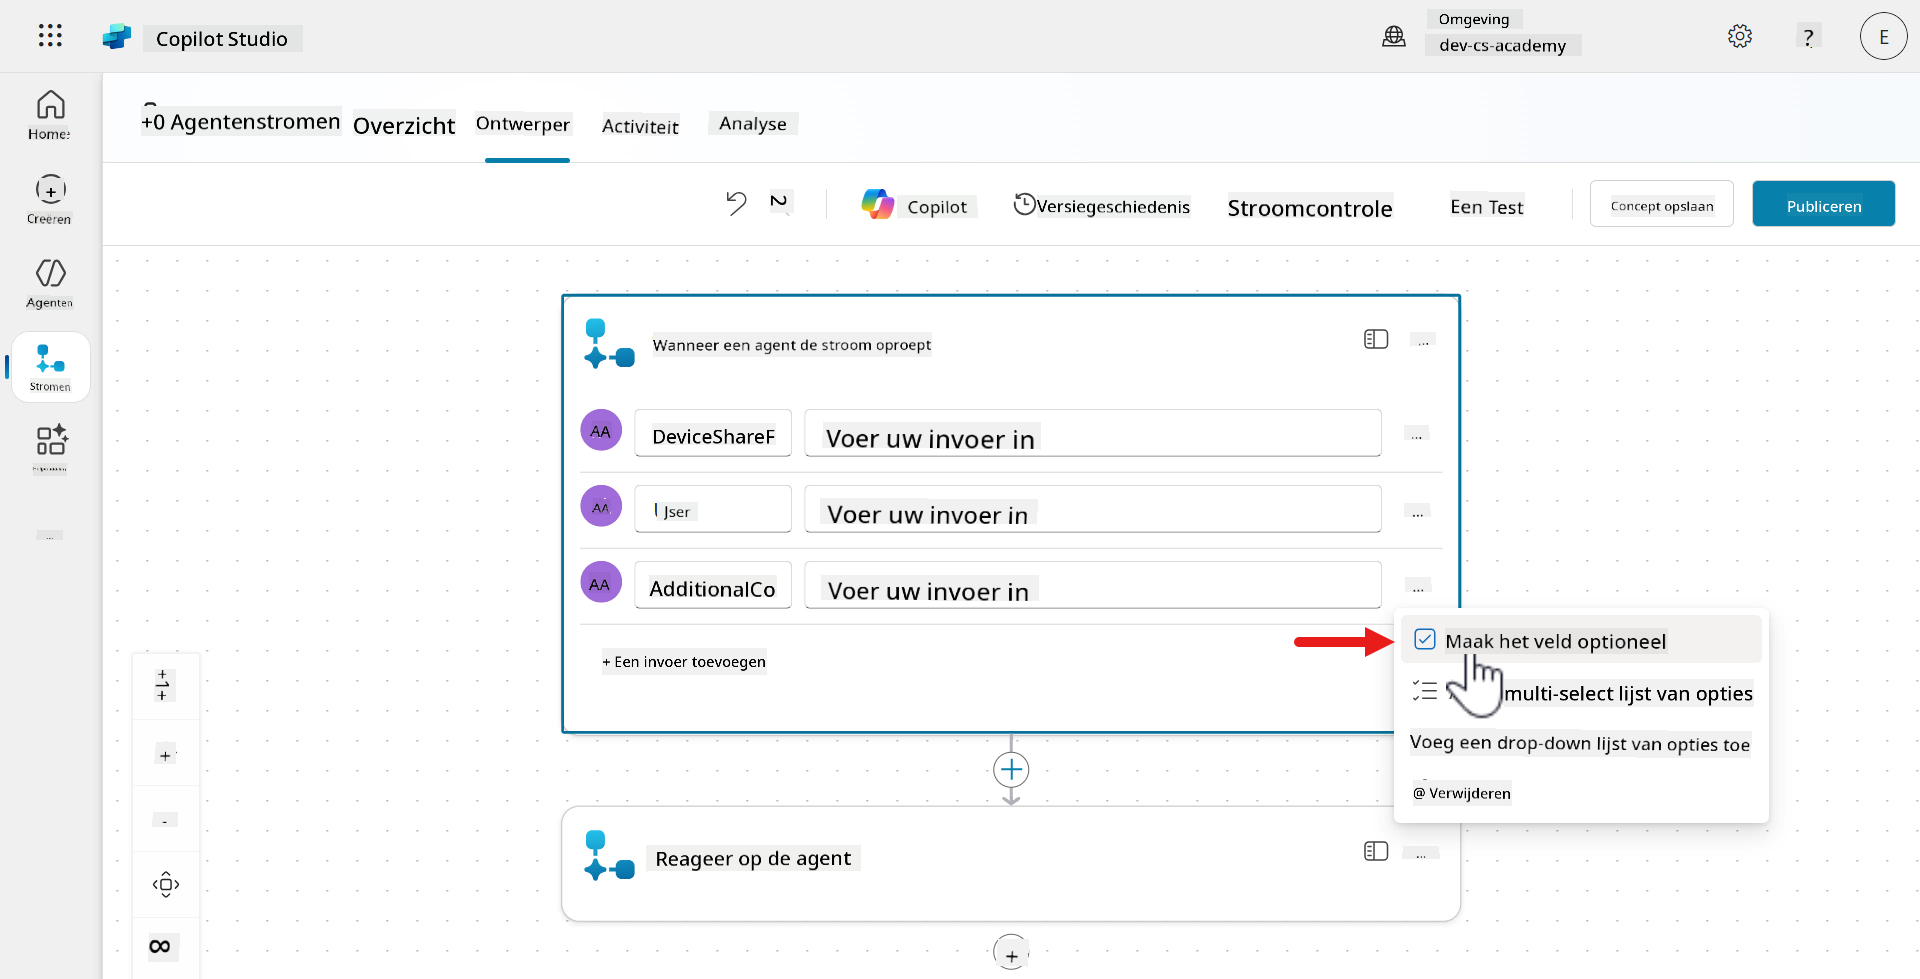 Copilot Studio
Omgeving
dev-cs-academy
?
E
Home
Creëren
Agenten
Stromen
...
+0 Agentenstromen
Overzicht
Ontwerper
Activiteit
Analyse
Copilot
Versiegeschiedenis
Stroomcontrole
Een Test
Concept opslaan
Publiceren
Wanneer een agent de stroom oproept
...
AA
DeviceShareF
Voer uw invoer in
...
AA
Jser
Voer uw invoer in
...
AA
AdditionalCo
Voer uw invoer in
...
+ Een invoer toevoegen
Maak het veld optioneel
multi-select lijst van opties
Voeg een drop-down lijst van opties toe
@ Verwijderen
Reageer op de agent
...